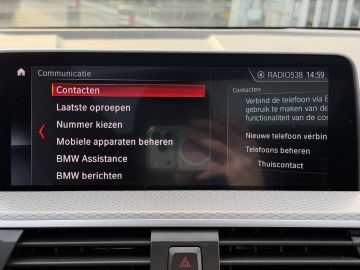 Communicatie
RADIO538 14:59
Contacten
Laatste oproepen
Nummer kiezen
Mobiele apparaten beheren
BMW Assistance
BMW berichten
Contacten
Verbind de telefoon via
gebruik te maken van de
functionaliteit van de con
Nieuwe telefoon verbin
Telefoons beheren
Thuiscontact